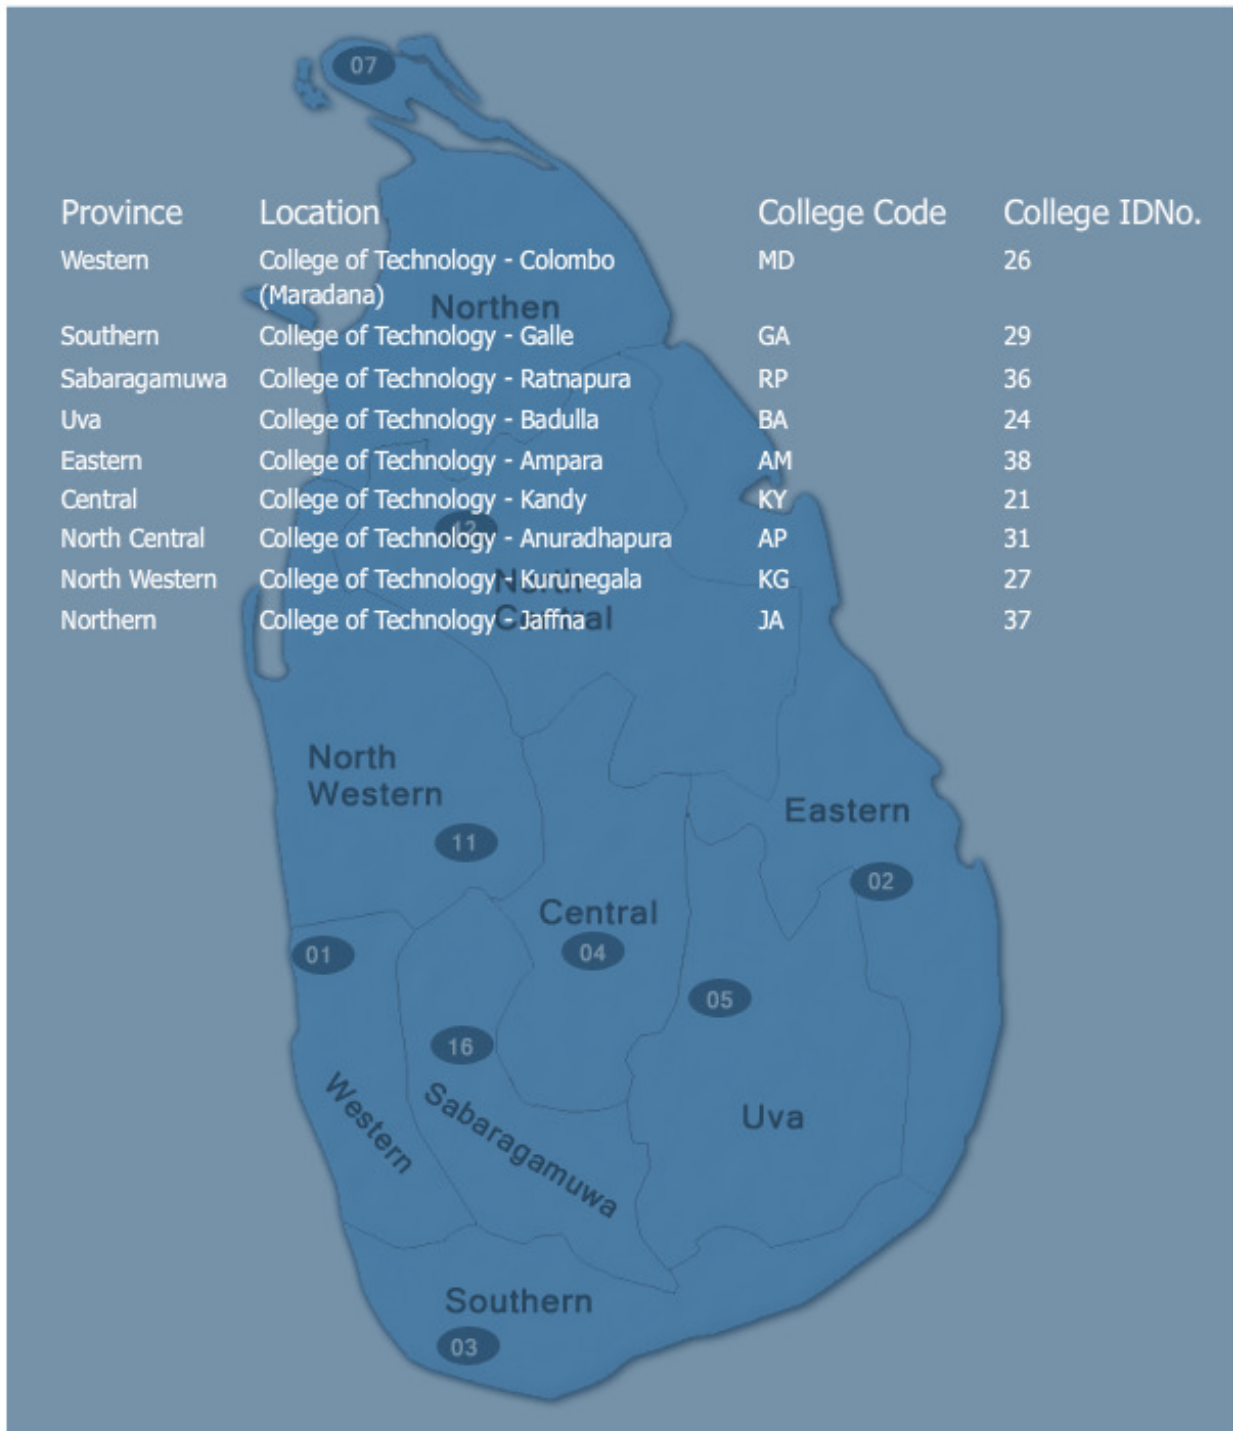 07
Province Location College Code College IDNo.
Western College of Technology - Colombo MD 26
(Maradana)
Northen
Southern College of Technology - Galle GA 29
Sabaragamuwa College of Technology - Ratnapura RP 36
Uva College of Technology - Badulla BA 24
Eastern College of Technology - Ampara AM 38
Central College of Technology - Kandy KY 21
12
North Central College of Technology - Anuradhapura AP 31
North Western College of Technology - Kurunegala KG 27
North
Central
Northern College of Technology - Jaffna JA 37
North
Western
11
Eastern
02
Central
04
01
05
16
Western
Sabaragamuwa
Uva
Southern
03